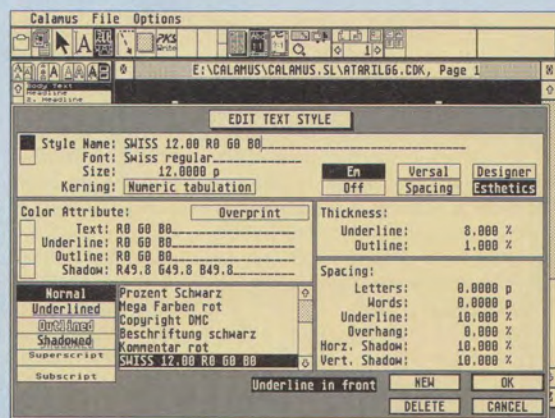 Calamus File Options
PKS
Write
1
E:\CALAMUS\CALAMUS.SL\ATARILG6.CDK, Page 1
Body Text
Headline
2. Headline
EDIT TEXT STYLE
Style Name: SWISS 12.00 R0 G0 B0
Font: Swiss regular
Size: 12.0000 p
Kerning: Numeric tabulation
En Versal Designer
Off Spacing Esthetics
Color Attribute: Overprint
Text: R0 G0 B0
Underline: R0 G0 B0
Outline: R0 G0 B0
Shadow: R49.8 G49.8 B49.8
Thickness:
Underline: 8.000 %
Outline: 1.000 %
Normal
Underlined
Outlined
Shadowed
Superscript
Subscript
Prozent Schwarz
Mega Farben rot
Copyright DMC
Beschriftung schwarz
Kommentar rot
SWISS 12.00 R0 G0 B0
Spacing:
Letters: 0.0000 p
Words: 0.0000 p
Underline: 10.000 %
Overhang: 0.000 %
Horz. Shadow: 10.000 %
Vert. Shadow: 10.000 %
Underline in front
NEW OK
DELETE CANCEL